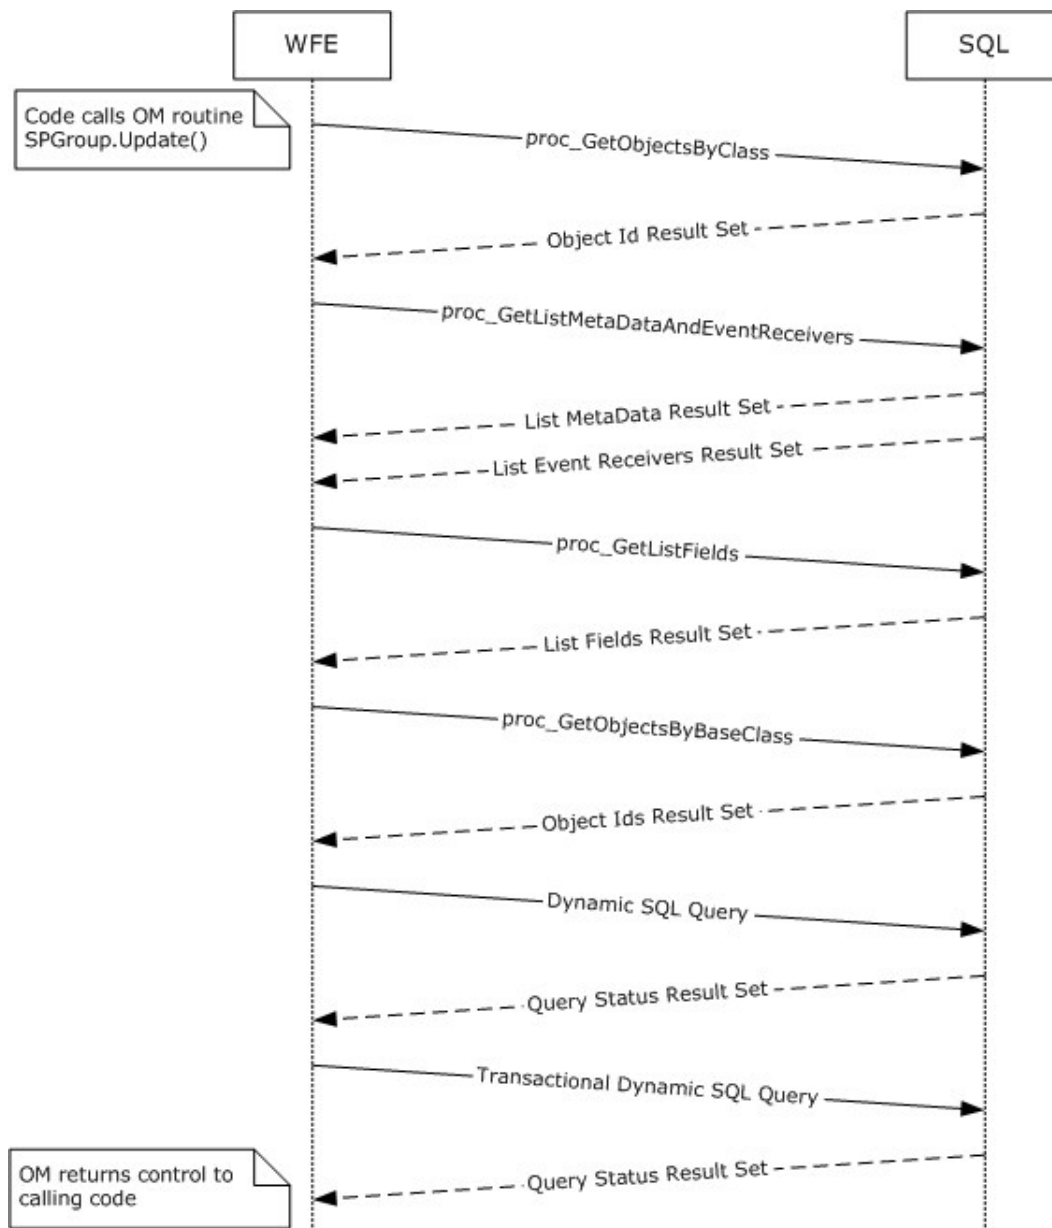 WFE
SQL
Code calls OM routine
SPGroup.Update()
proc_GetObjectsByClass
Object Id Result Set
proc_GetListMetaDataAndEventReceivers
List MetaData Result Set
List Event Receivers Result Set
proc_GetListFields
List Fields Result Set
proc_GetObjectsByBaseClass
Object Ids Result Set
Dynamic SQL Query
Query Status Result Set
Transactional Dynamic SQL Query
Query Status Result Set
OM returns control to
calling code